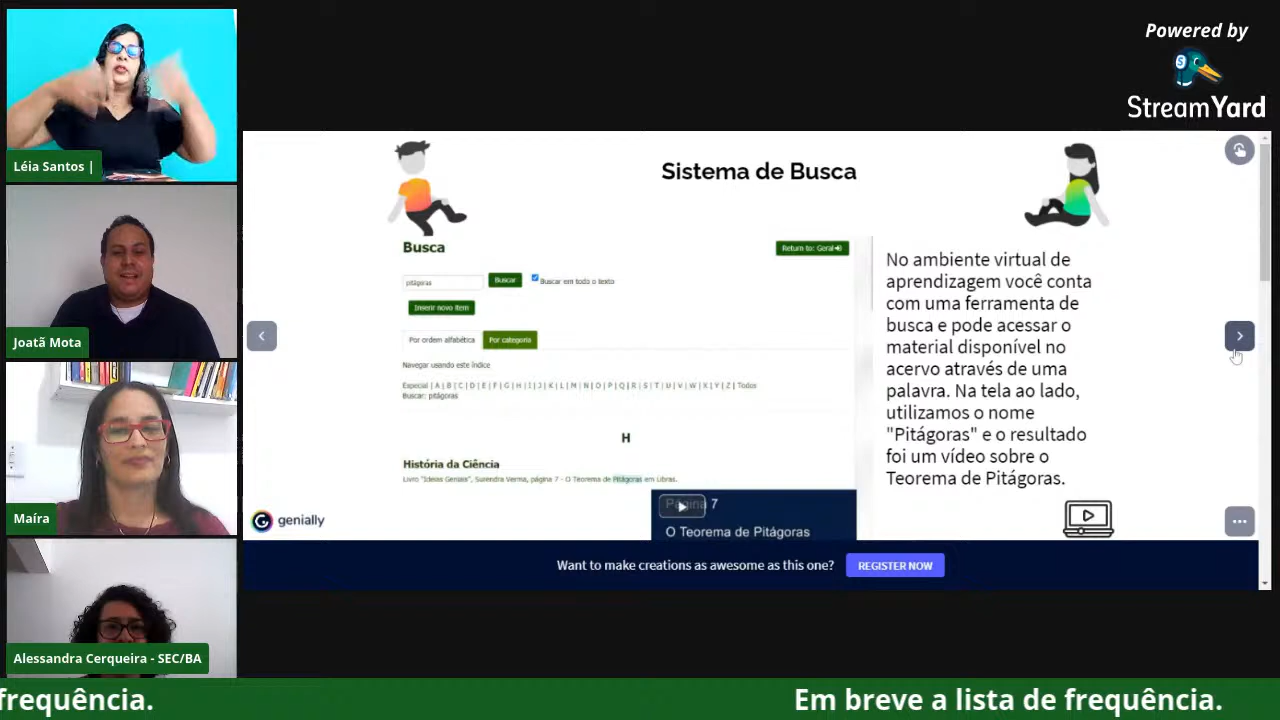 Powered by
StreamYard
Léia Santos |
Joatã Mota
Maíra
Alessandra Cerqueira - SEC/BA
Sistema de Busca
Busca
Return to: Geral
pitágoras
Buscar
Buscar em todo o texto
Inserir novo item
Por ordem alfabética
Por categoria
Navegar usando este índice
Especial | A | B | C | D | E | F | G | H | I | J | K | L | M | N | O | P | Q | R | S | T | U | V | W | X | Y | Z | Todos
Buscar: pitágoras
H
História da Ciência
Livro "Ideias Geniais", Surendra Verma, página 7 - O Teorema de Pitágoras em Libras.
Página 7
O Teorema de Pitágoras
No ambiente virtual de
aprendizagem você conta
com uma ferramenta de
busca e pode acessar o
material disponível no
acervo através de uma
palavra. Na tela ao lado,
utilizamos o nome
"Pitágoras" e o resultado
foi um vídeo sobre o
Teorema de Pitágoras.
genially
Want to make creations as awesome as this one?
REGISTER NOW
frequência.
Em breve a lista de frequência.